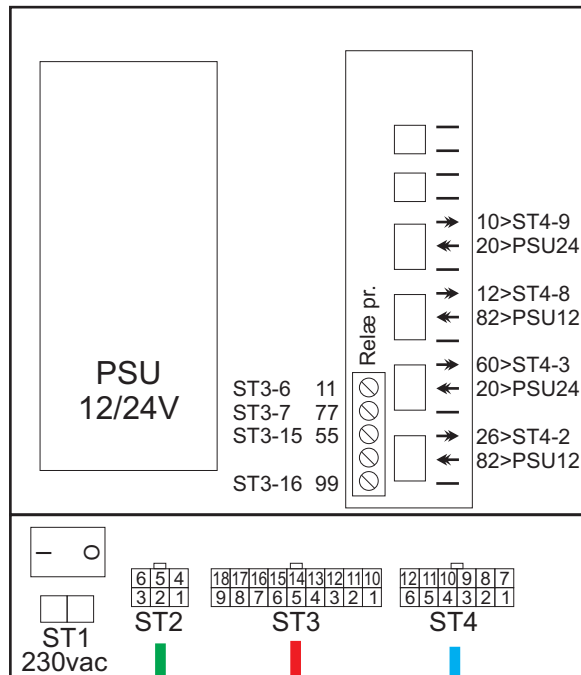 10>ST4-9
20>PSU24
12>ST4-8
82>PSU12
Relæ pr.
PSU
12/24V
60>ST4-3
ST3-6 11
20>PSU24
ST3-7 77
ST3-15 55
26>ST4-2
82>PSU12
ST3-16 99
I O
6 5 4
3 2 1
ST2
18 17 16 15 14 13 12 11 10
9 8 7 6 5 4 3 2 1
ST3
12 11 10 9 8 7
6 5 4 3 2 1
ST4
ST1
230vac